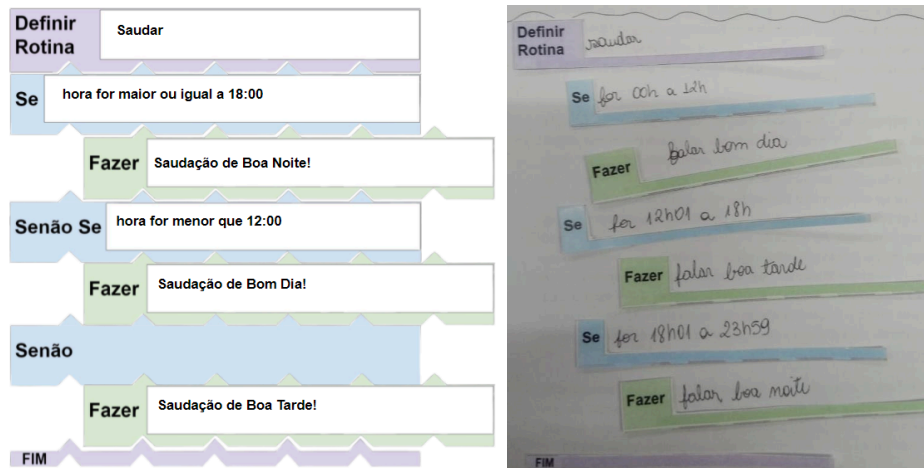 Definir Rotina Saudar
Se hora for maior ou igual a 18:00
Fazer Saudação de Boa Noite!
Senão Se hora for menor que 12:00
Fazer Saudação de Bom Dia!
Senão
Fazer Saudação de Boa Tarde!
FIM
Definir Rotina saudar
Se for 00h a 12h
Fazer falar bom dia
Se for 12h01 a 18h
Fazer falar boa tarde
Se for 18h01 a 23h59
Fazer falar boa noite
FIM